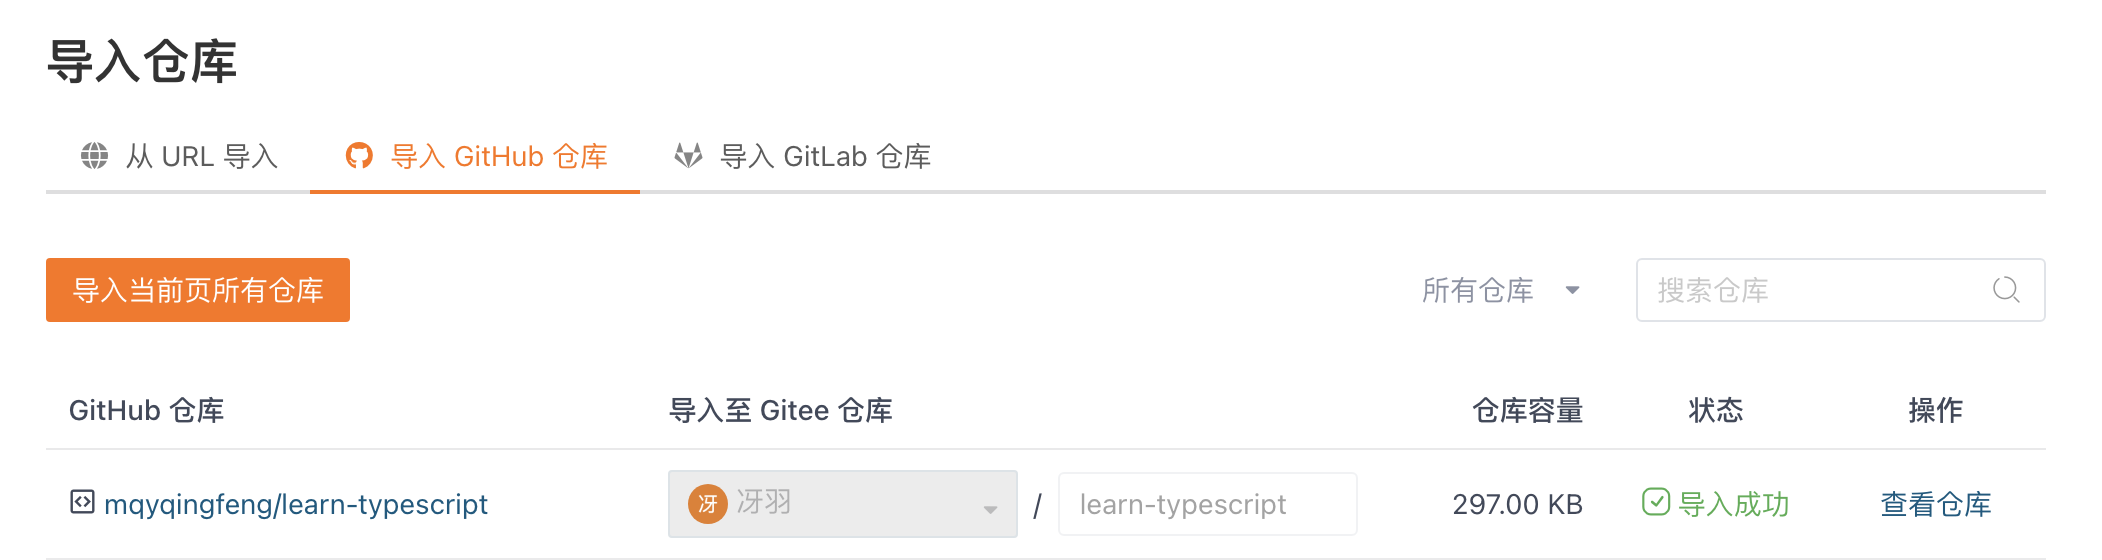 导入仓库
从 URL 导入 导入 GitHub 仓库 导入 GitLab 仓库
导入当前页所有仓库 所有仓库 搜索仓库
GitHub 仓库 导入至 Gitee 仓库 仓库容量 状态 操作
mqyqingfeng/learn-typescript 冴 冴羽 / learn-typescript 297.00 KB 导入成功 查看仓库